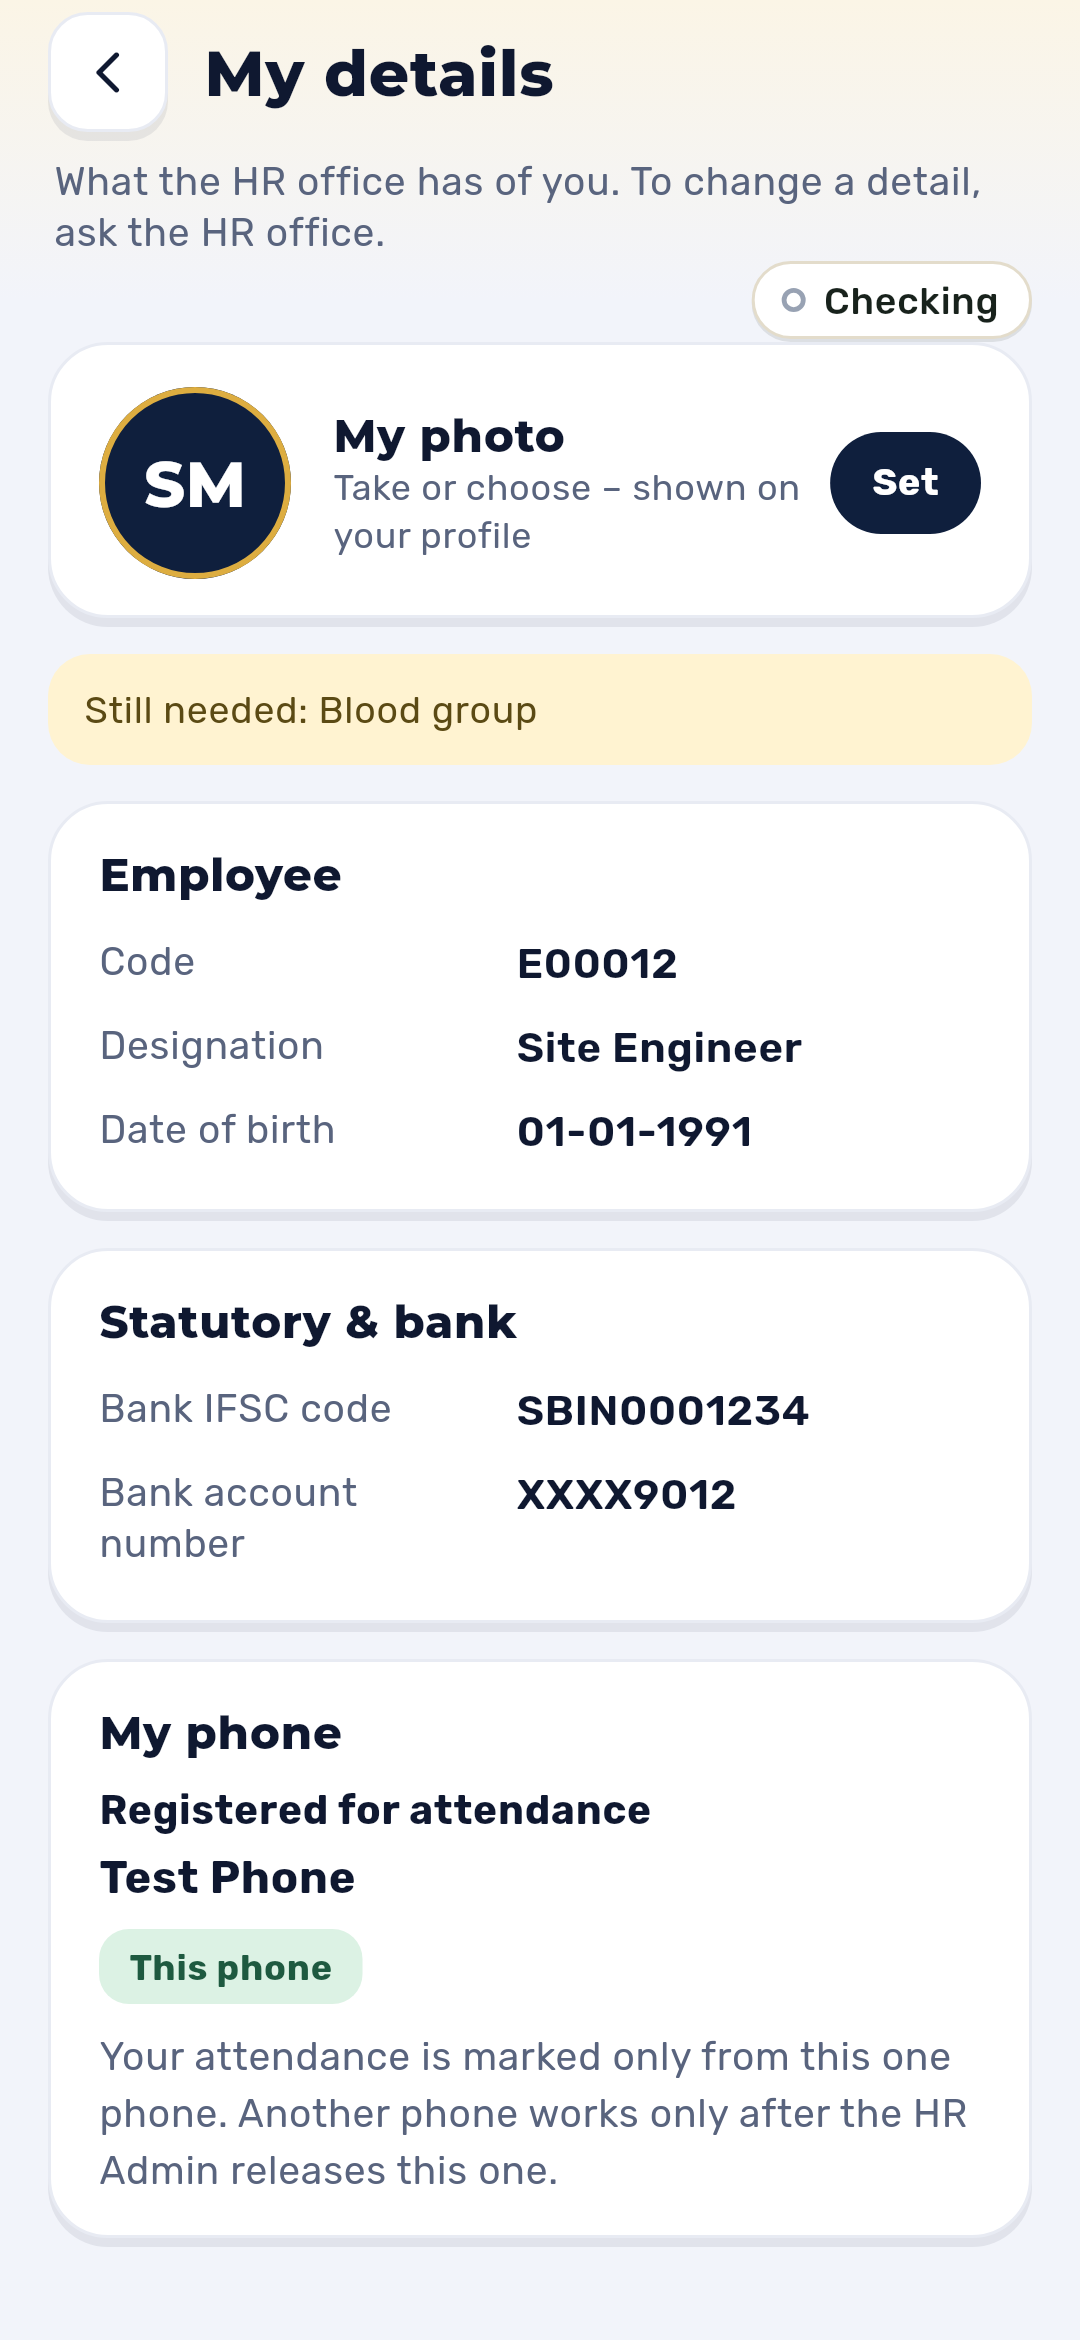 My details
What the HR office has of you. To change a detail,
ask the HR office.
Checking
SM
My photo
Take or choose – shown on
your profile
Set
Still needed: Blood group
Employee
Code E00012
Designation Site Engineer
Date of birth 01-01-1991
Statutory & bank
Bank IFSC code SBIN0001234
Bank account XXXX9012
number
My phone
Registered for attendance
Test Phone
This phone
Your attendance is marked only from this one
phone. Another phone works only after the HR
Admin releases this one.